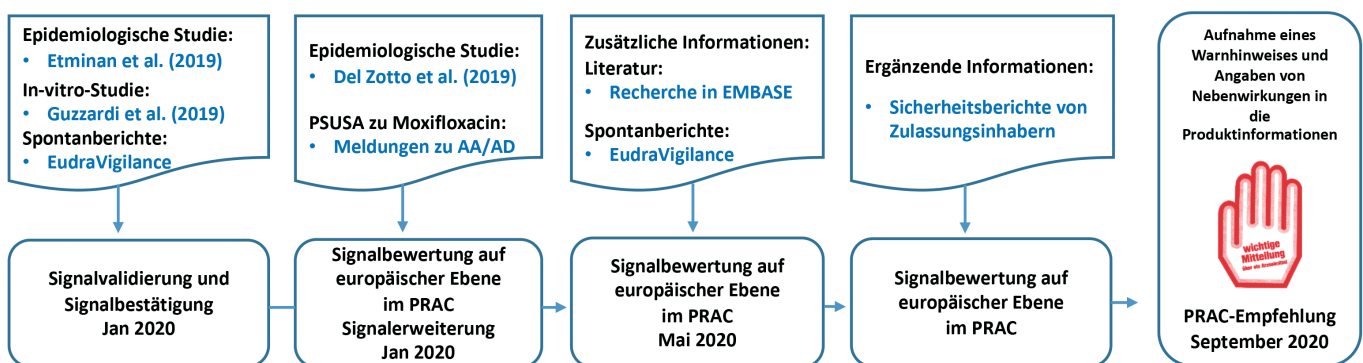 Epidemiologische Studie:
• Etminan et al. (2019)
In-vitro-Studie:
• Guzzardi et al. (2019)
Spontanberichte:
• EudraVigilance
Signalvalidierung und
Signalbestätigung
Jan 2020
Epidemiologische Studie:
• Del Zotto et al. (2019)
PSUSA zu Moxifloxacin:
• Meldungen zu AA/AD
Signalbewertung auf
europäischer Ebene
im PRAC
Signalerweiterung
Jan 2020
Zusätzliche Informationen:
Literatur:
• Recherche in EMBASE
Spontanberichte:
• EudraVigilance
Signalbewertung auf
europäischer Ebene
im PRAC
Mai 2020
Ergänzende Informationen:
• Sicherheitsberichte von
Zulassungsinhabern
Signalbewertung auf
europäischer Ebene
im PRAC
Aufnahme eines
Warnhinweises und
Angaben von
Nebenwirkungen in
die
Produktinformationen
wichtige
Mitteilung
über ein Arzneimittel
PRAC-Empfehlung
September 2020